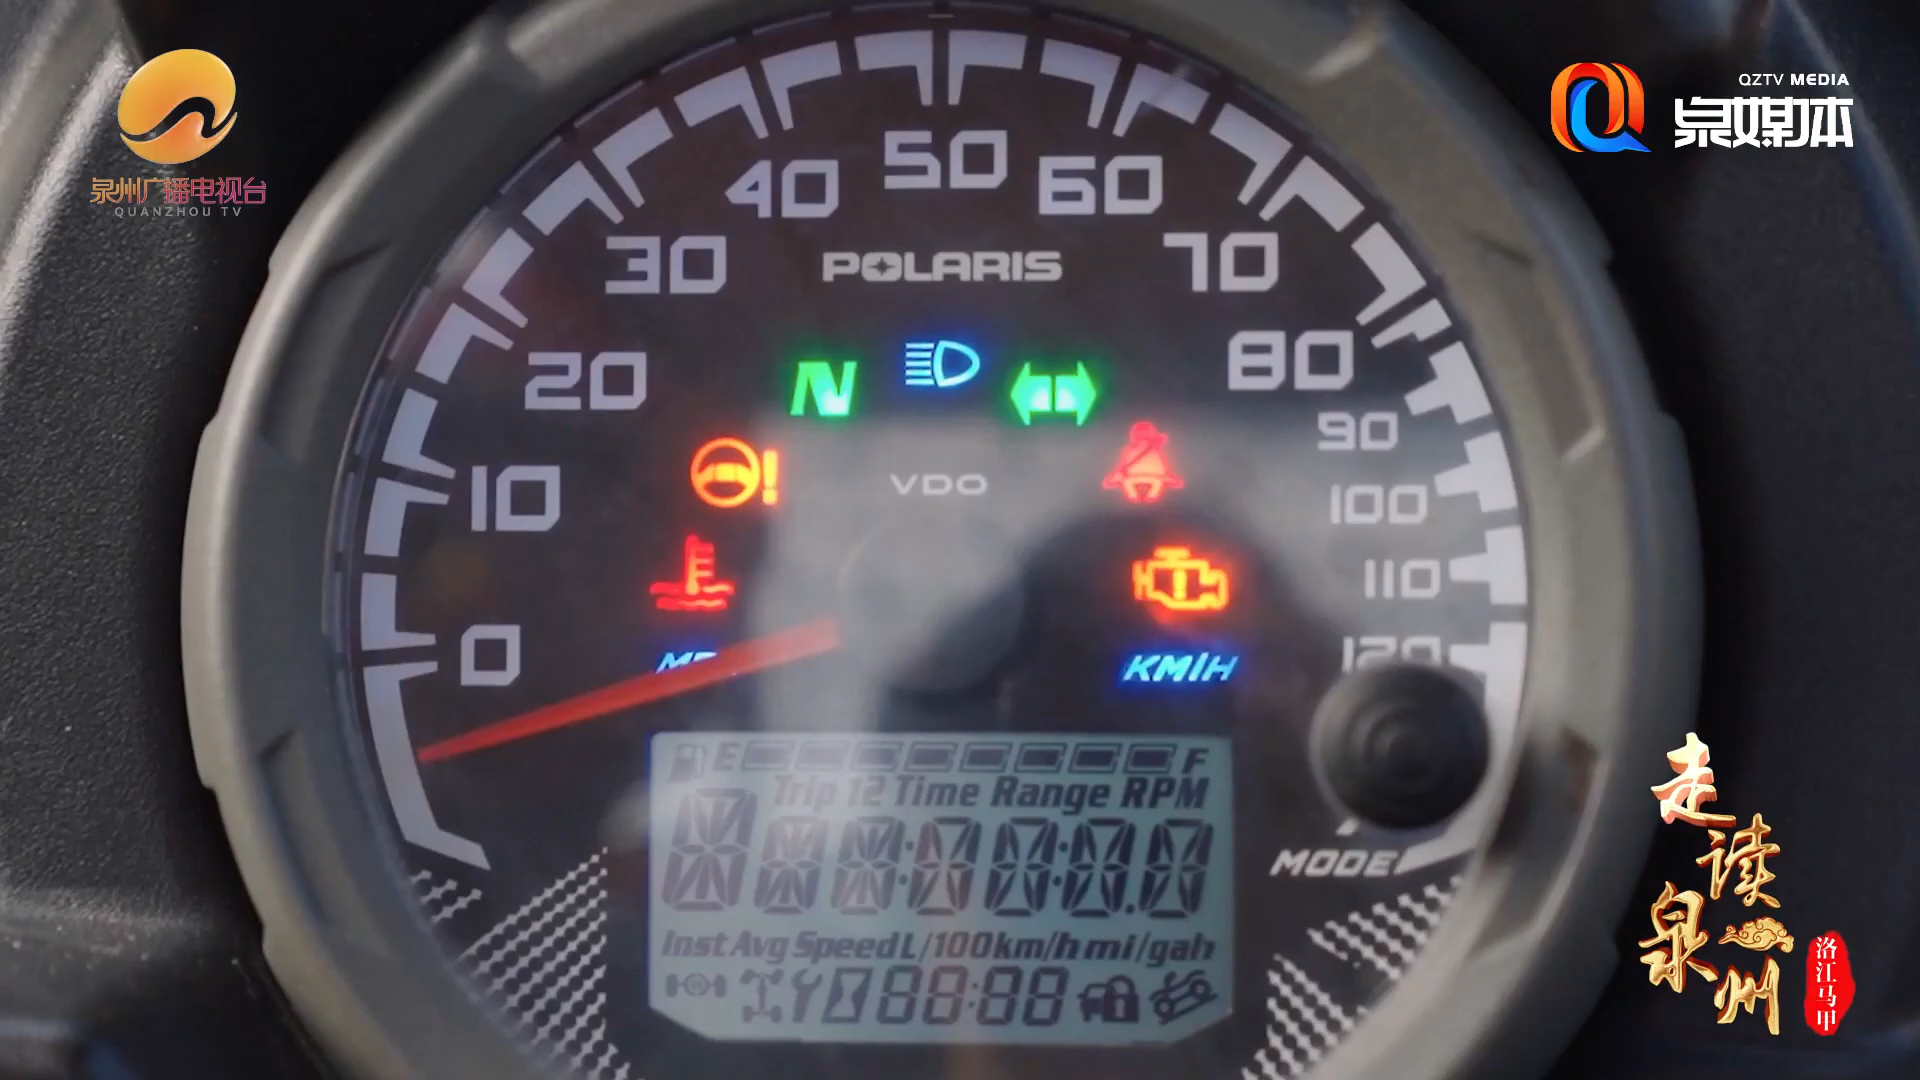 泉州广播电视台
QUANZHOU TV
QZTV MEDIA
泉媒体
50
40
60
30
70
POLARIS
20
80
N
90
VDO
10
100
110
0
KM/H
120
E
F
Trip 12 Time Range RPM
MODE
Inst Avg Speed L/100km/h mi/gal
88:88
走读泉州
洛江马甲